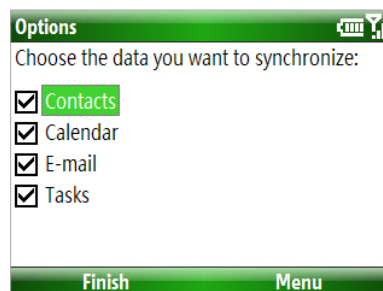 Options
Choose the data you want to synchronize:
Contacts
Calendar
E-mail
Tasks
Finish Menu